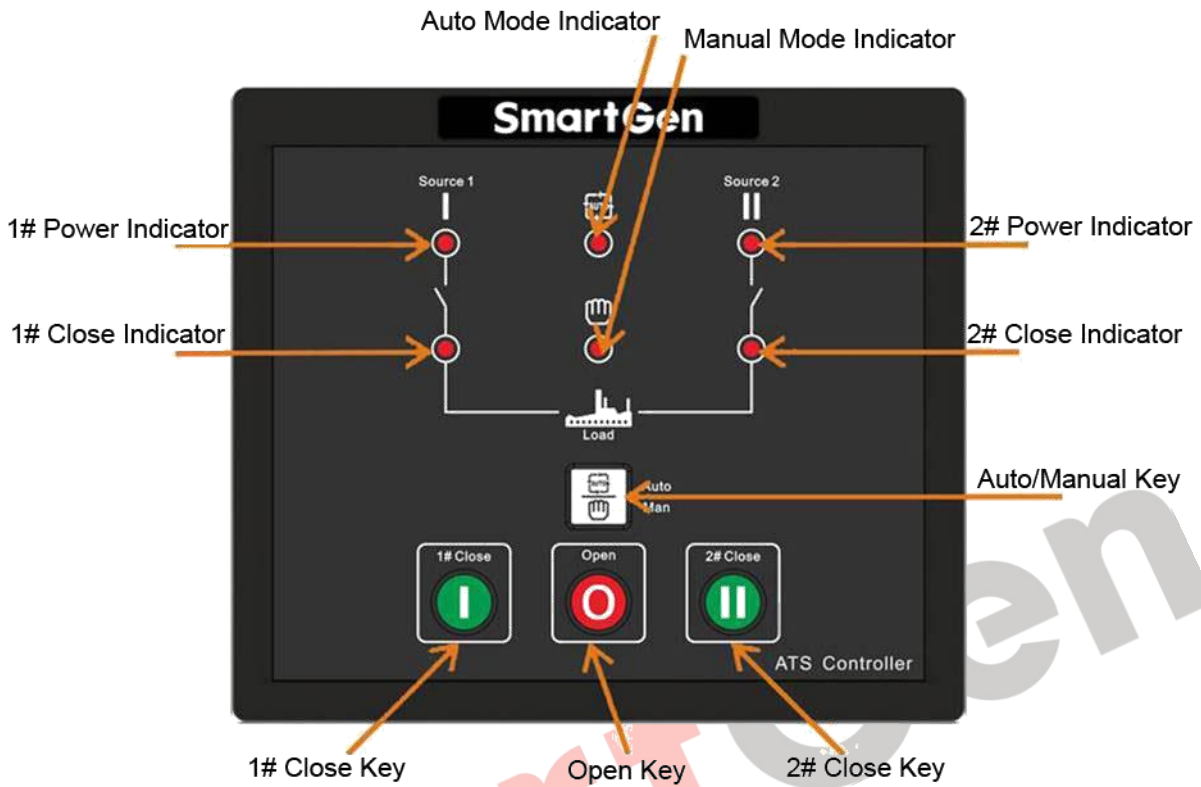 Auto Mode Indicator
Manual Mode Indicator
SmartGen
Source 1
Source 2
I
AUTO
II
1# Power Indicator
2# Power Indicator
1# Close Indicator
2# Close Indicator
Load
Auto/Manual Key
AUTO
Auto
Man
1# Close
Open
2# Close
I
O
II
ATS Controller
1# Close Key
Open Key
2# Close Key